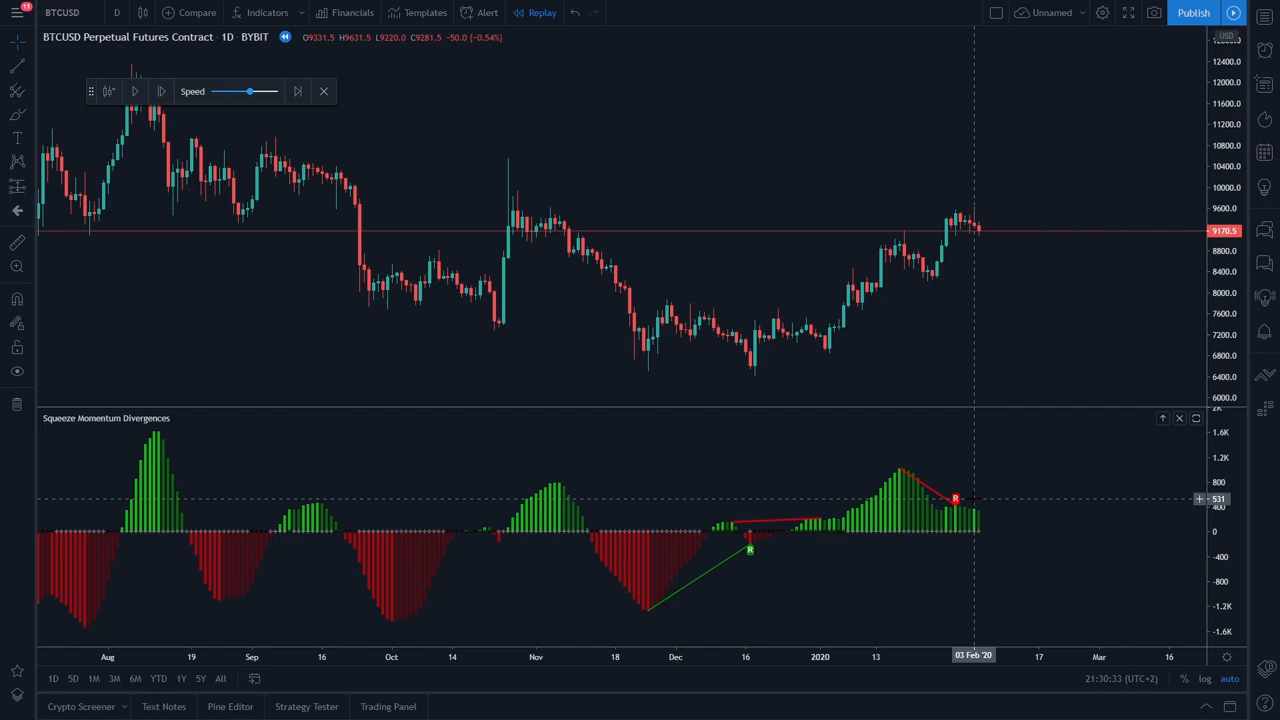 11
BTCUSD D Compare Indicators Financials Templates Alert Replay Unnamed Publish
BTCUSD Perpetual Futures Contract · 1D · BYBIT O9331.5 H9631.5 L9220.0 C9281.5 −50.0 (−0.54%)
USD
12400.0
12000.0
Speed
11600.0
11200.0
10800.0
10400.0
10000.0
9600.0
9170.5
8800.0
8400.0
8000.0
7600.0
7200.0
6800.0
6400.0
6000.0
2K
Squeeze Momentum Divergences
1.6K
1.2K
800
R
531
400
0
R
-400
-800
-1.2K
-1.6K
Aug 19 Sep 16 Oct 14 Nov 18 Dec 16 2020 13 03 Feb '20 17 Mar 16
1D 5D 1M 3M 6M YTD 1Y 5Y All 21:30:33 (UTC+2) % log auto
Crypto Screener Text Notes Pine Editor Strategy Tester Trading Panel